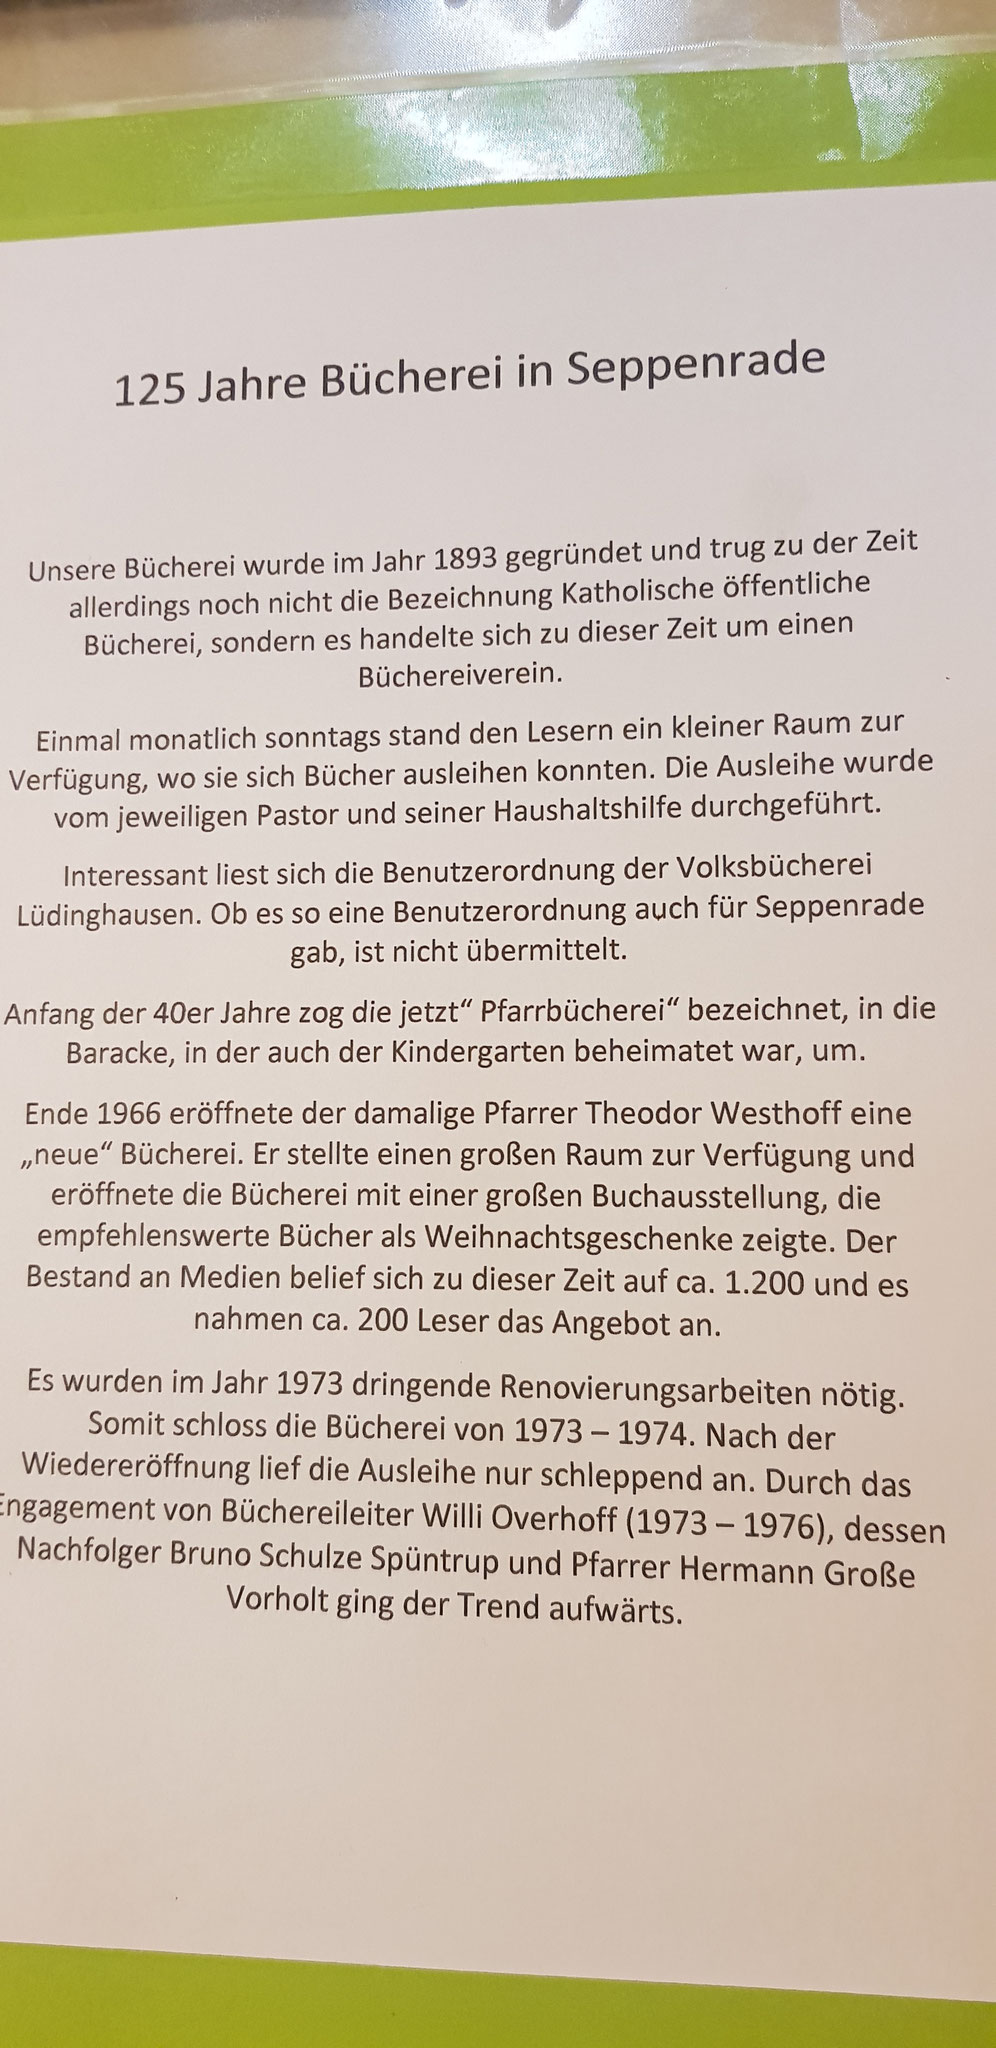 125 Jahre Bücherei in Seppenrade
Unsere Bücherei wurde im Jahr 1893 gegründet und trug zu der Zeit
allerdings noch nicht die Bezeichnung Katholische öffentliche
Bücherei, sondern es handelte sich zu dieser Zeit um einen
Büchereiverein.
Einmal monatlich sonntags stand den Lesern ein kleiner Raum zur
Verfügung, wo sie sich Bücher ausleihen konnten. Die Ausleihe wurde
vom jeweiligen Pastor und seiner Haushaltshilfe durchgeführt.
Interessant liest sich die Benutzerordnung der Volksbücherei
Lüdinghausen. Ob es so eine Benutzerordnung auch für Seppenrade
gab, ist nicht übermittelt.
Anfang der 40er Jahre zog die jetzt“ Pfarrbücherei“ bezeichnet, in die
Baracke, in der auch der Kindergarten beheimatet war, um.
Ende 1966 eröffnete der damalige Pfarrer Theodor Westhoff eine
„neue“ Bücherei. Er stellte einen großen Raum zur Verfügung und
eröffnete die Bücherei mit einer großen Buchausstellung, die
empfehlenswerte Bücher als Weihnachtsgeschenke zeigte. Der
Bestand an Medien belief sich zu dieser Zeit auf ca. 1.200 und es
nahmen ca. 200 Leser das Angebot an.
Es wurden im Jahr 1973 dringende Renovierungsarbeiten nötig.
Somit schloss die Bücherei von 1973 – 1974. Nach der
Wiedereröffnung lief die Ausleihe nur schleppend an. Durch das
Engagement von Büchereileiter Willi Overhoff (1973 – 1976), dessen
Nachfolger Bruno Schulze Spüntrup und Pfarrer Hermann Große
Vorholt ging der Trend aufwärts.